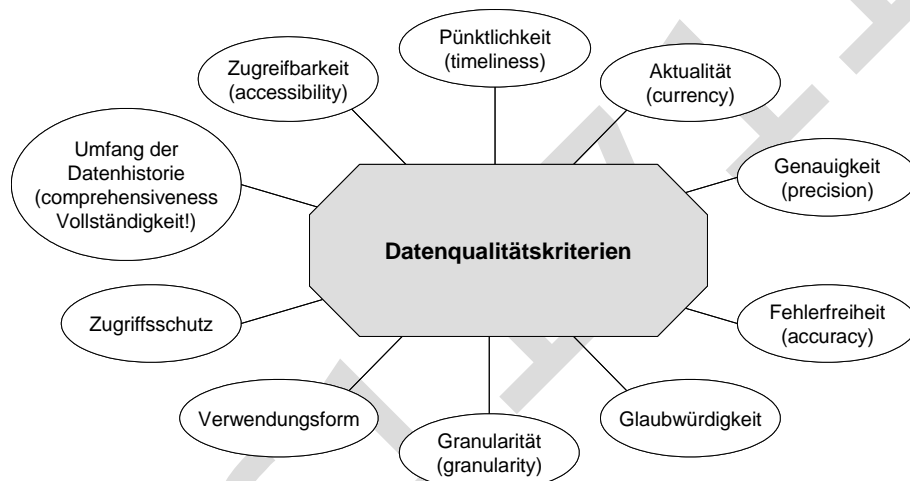 Pünktlichkeit
(timeliness)
Zugreifbarkeit
(accessibility)
Aktualität
(currency)
Umfang der
Datenhistorie
(comprehensiveness
Vollständigkeit!)
Genauigkeit
(precision)
Datenqualitätskriterien
Zugriffsschutz
Fehlerfreiheit
(accuracy)
Verwendungsform
Granularität
(granularity)
Glaubwürdigkeit